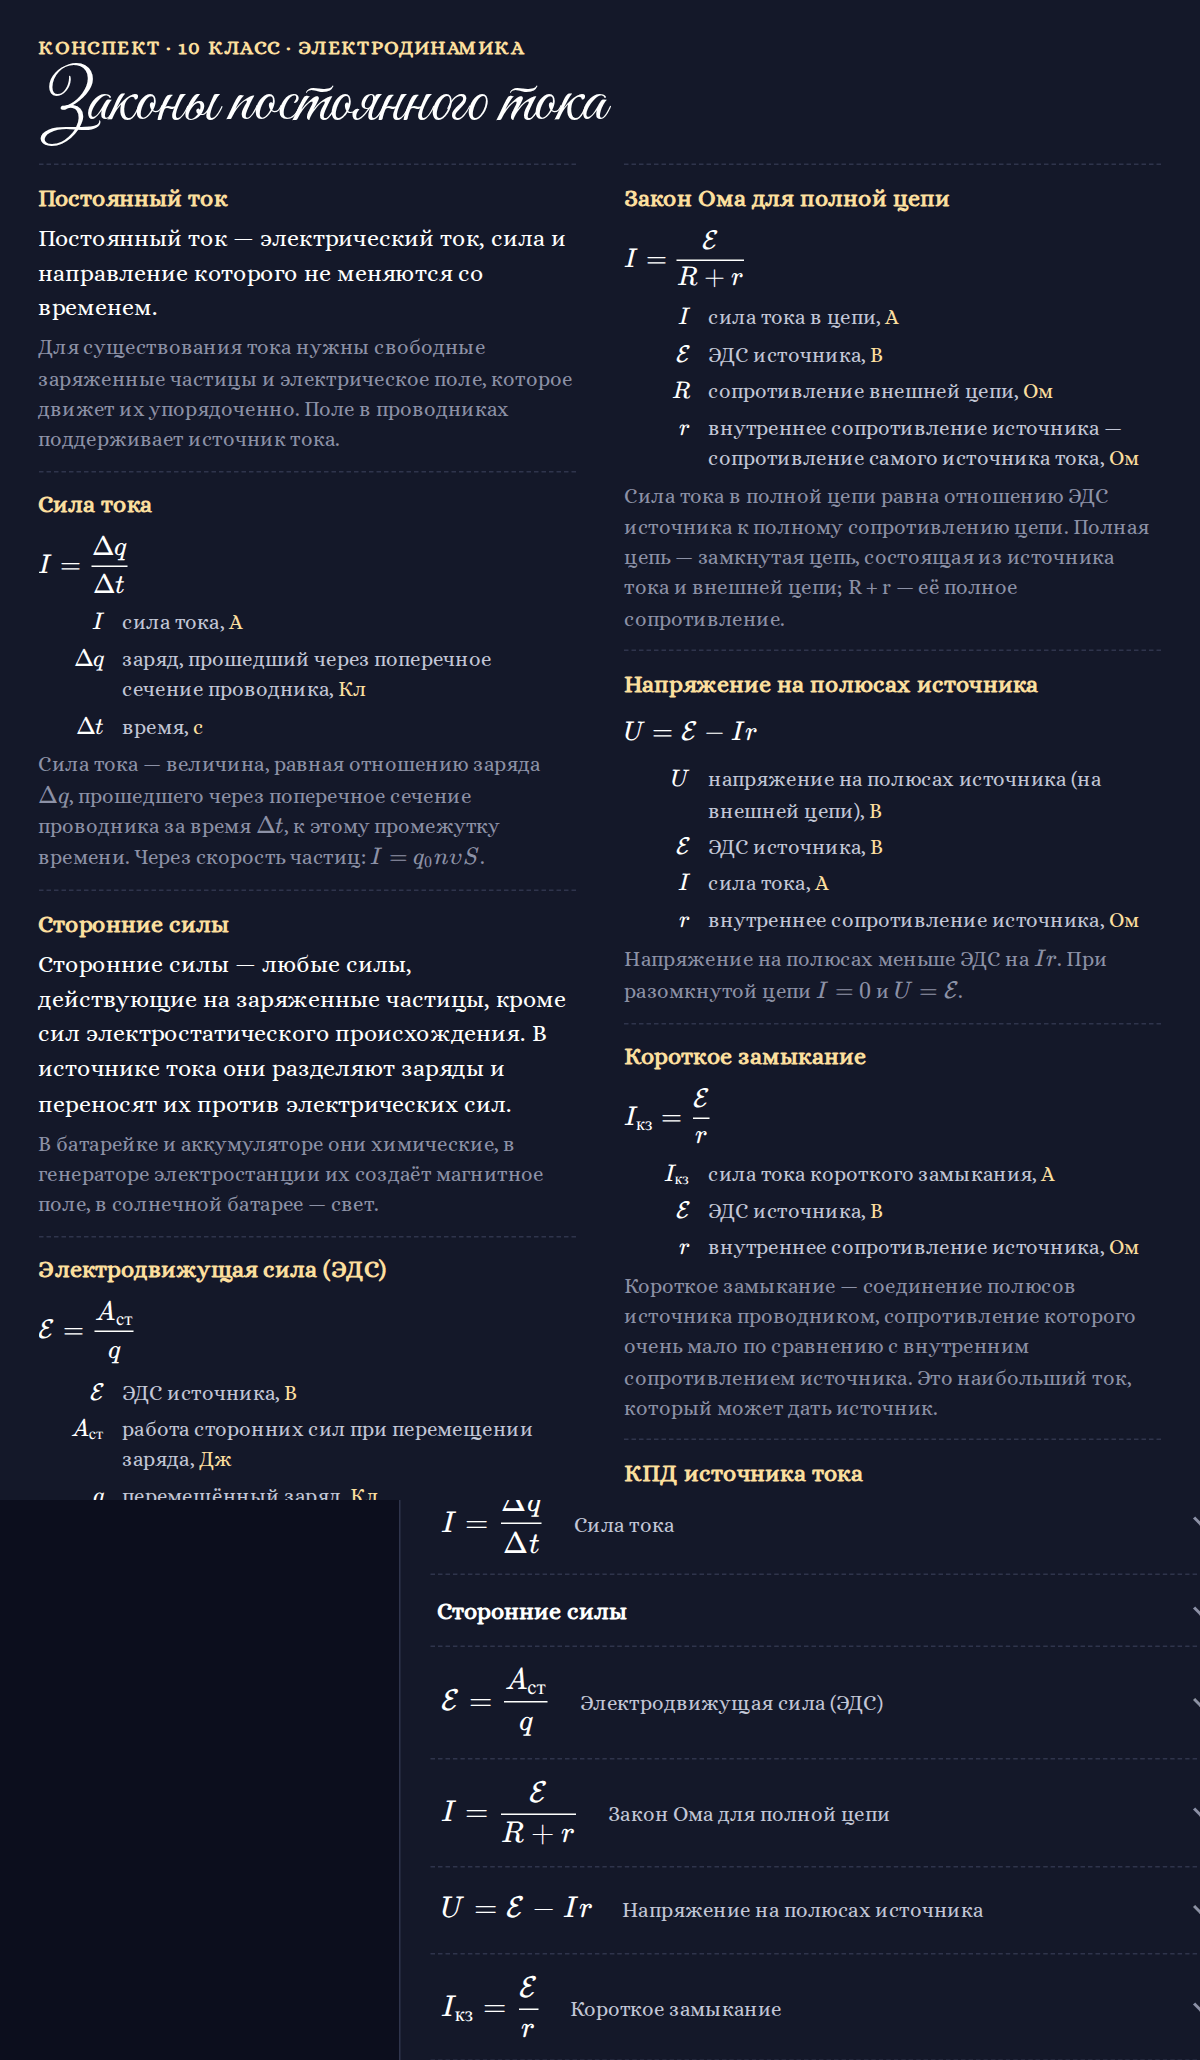 КОНСПЕКТ · 10 КЛАСС · ЭЛЕКТРОДИНАМИКА
Законы постоянного тока
Постоянный ток
Постоянный ток — электрический ток, сила и
направление которого не меняются со
временем.
Для существования тока нужны свободные
заряженные частицы и электрическое поле, которое
движет их упорядоченно. Поле в проводниках
поддерживает источник тока.
Сила тока
I = Δq/Δt
I сила тока, А
Δq заряд, прошедший через поперечное
сечение проводника, Кл
Δt время, с
Сила тока — величина, равная отношению заряда
Δq, прошедшего через поперечное сечение
проводника за время Δt, к этому промежутку
времени. Через скорость частиц: I = q₀nvS.
Сторонние силы
Сторонние силы — любые силы,
действующие на заряженные частицы, кроме
сил электростатического происхождения. В
источнике тока они разделяют заряды и
переносят их против электрических сил.
В батарейке и аккумуляторе они химические, в
генераторе электростанции их создаёт магнитное
поле, в солнечной батарее — свет.
Электродвижущая сила (ЭДС)
ℰ = Aст/q
ℰ ЭДС источника, В
Aст работа сторонних сил при перемещении
заряда, Дж
q перемещённый заряд, Кл
Закон Ома для полной цепи
I = ℰ/(R + r)
I сила тока в цепи, А
ℰ ЭДС источника, В
R сопротивление внешней цепи, Ом
r внутреннее сопротивление источника —
сопротивление самого источника тока, Ом
Сила тока в полной цепи равна отношению ЭДС
источника к полному сопротивлению цепи. Полная
цепь — замкнутая цепь, состоящая из источника
тока и внешней цепи; R + r — её полное
сопротивление.
Напряжение на полюсах источника
U = ℰ − Ir
U напряжение на полюсах источника (на
внешней цепи), В
ℰ ЭДС источника, В
I сила тока, А
r внутреннее сопротивление источника, Ом
Напряжение на полюсах меньше ЭДС на Ir. При
разомкнутой цепи I = 0 и U = ℰ.
Короткое замыкание
Iкз = ℰ/r
Iкз сила тока короткого замыкания, А
ℰ ЭДС источника, В
r внутреннее сопротивление источника, Ом
Короткое замыкание — соединение полюсов
источника проводником, сопротивление которого
очень мало по сравнению с внутренним
сопротивлением источника. Это наибольший ток,
который может дать источник.
КПД источника тока
I = Δq/Δt Сила тока
Сторонние силы
ℰ = Aст/q Электродвижущая сила (ЭДС)
I = ℰ/(R + r) Закон Ома для полной цепи
U = ℰ − Ir Напряжение на полюсах источника
Iкз = ℰ/r Короткое замыкание